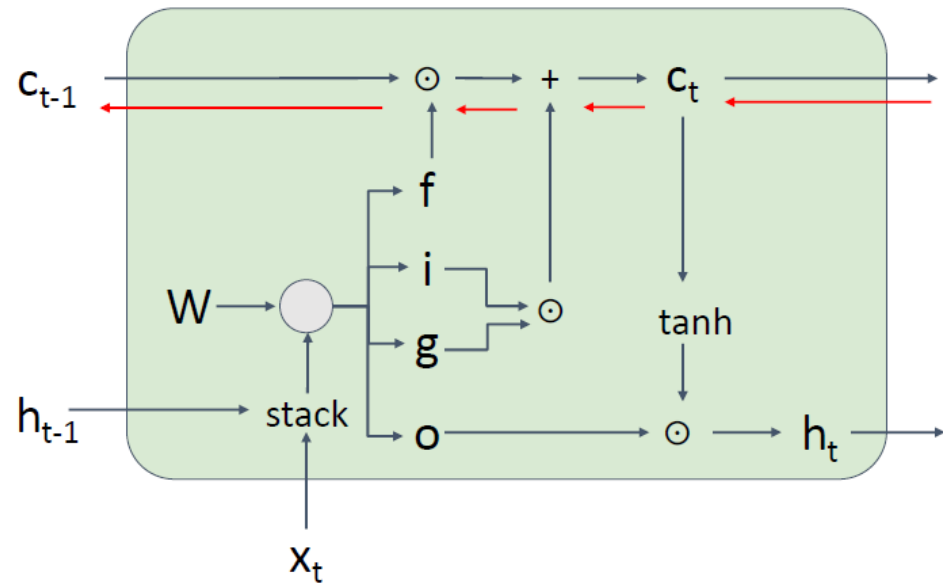 c_{t-1} ⊙ + c_t
f
i
W ⊙ tanh
g
h_{t-1} stack o ⊙ h_t
x_t